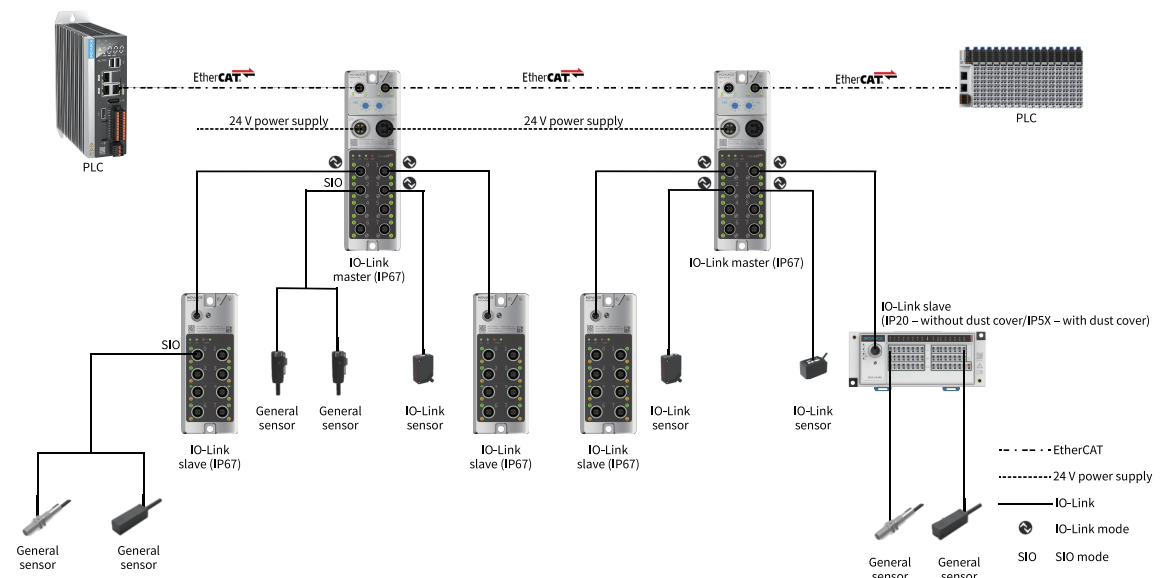 EtherCAT
EtherCAT
EtherCAT
PLC
24 V power supply
24 V power supply
PLC
SIO
IO-Link
master (IP67)
IO-Link master (IP67)
IO-Link slave
(IP20 – without dust cover/IP5X – with dust cover)
SIO
General
sensor
General
sensor
IO-Link
sensor
IO-Link
sensor
IO-Link
sensor
IO-Link
slave (IP67)
IO-Link
slave (IP67)
IO-Link
slave (IP67)
General
sensor
General
sensor
General
sensor
General
sensor
EtherCAT
24 V power supply
IO-Link
IO-Link mode
SIO SIO mode